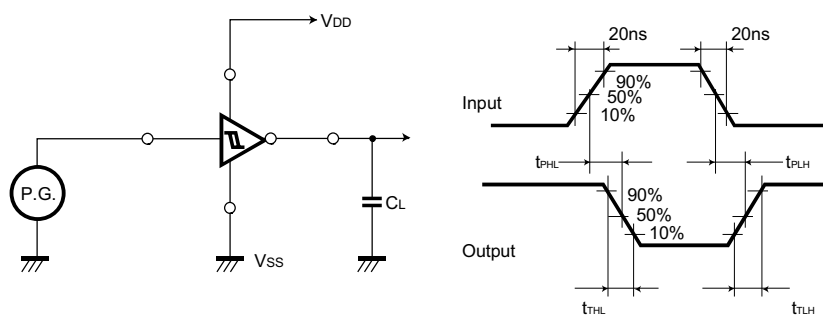 VDD
P.G.
CL
VSS
20ns 20ns
Input
90%
50%
10%
tPHL tPLH
90%
50%
10%
Output
tTHL tTLH